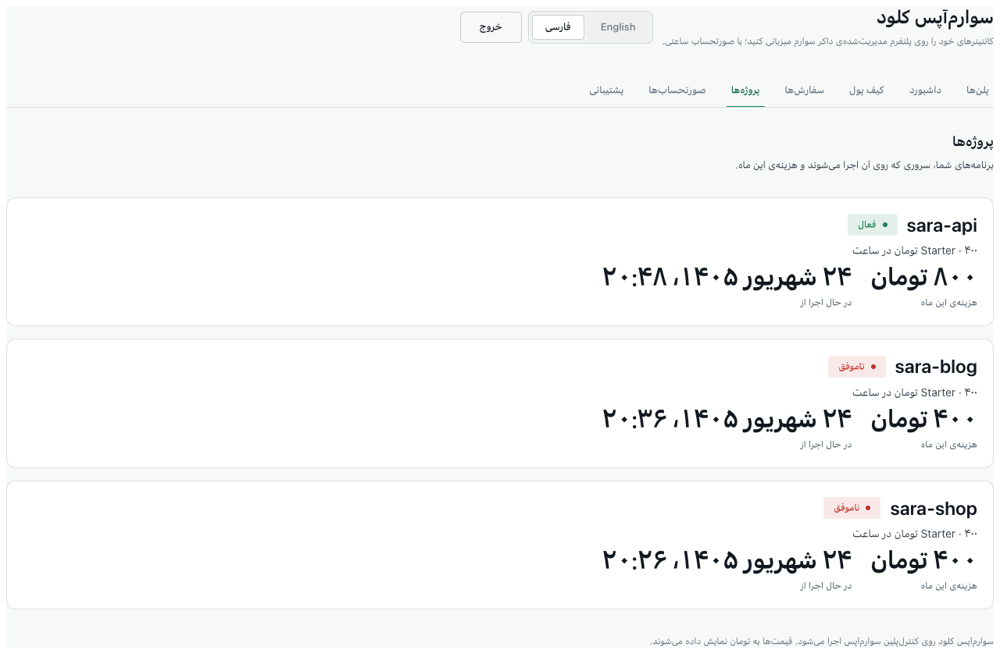 سوارم‌آپس کلود
کانتینرهای خود را روی پلتفرم مدیریت‌شده‌ی داکر سوارم میزبانی کنید؛ با صورتحساب ساعتی.
English
فارسی
خروج
پلن‌ها
داشبورد
کیف پول
سفارش‌ها
پروژه‌ها
صورتحساب‌ها
پشتیبانی
پروژه‌ها
برنامه‌های شما، سروری که روی آن اجرا می‌شوند و هزینه‌ی این ماه.
sara-api
فعال
Starter · ۴۰۰ تومان در ساعت
۸۰۰ تومان
هزینه‌ی این ماه
۲۴ شهریور ۱۴۰۵، ۲۰:۴۸
در حال اجرا از
sara-blog
ناموفق
Starter · ۴۰۰ تومان در ساعت
۴۰۰ تومان
هزینه‌ی این ماه
۲۴ شهریور ۱۴۰۵، ۲۰:۳۶
در حال اجرا از
sara-shop
ناموفق
Starter · ۴۰۰ تومان در ساعت
۴۰۰ تومان
هزینه‌ی این ماه
۲۴ شهریور ۱۴۰۵، ۲۰:۲۶
در حال اجرا از
سوارم‌آپس کلود روی کنترل‌پلین سوارم‌آپس اجرا می‌شود. قیمت‌ها به تومان نمایش داده می‌شوند.